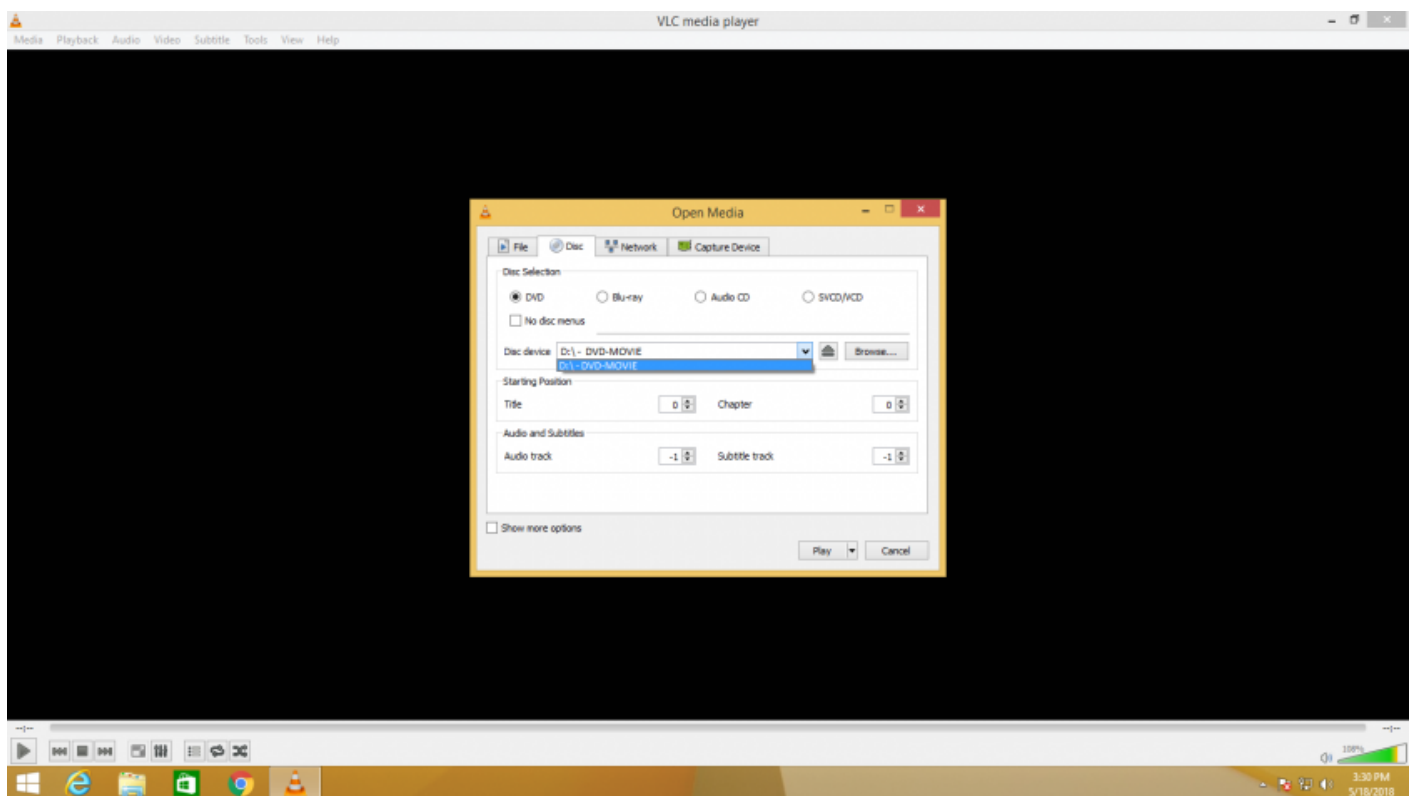 VLC media player
Media Playback Audio Video Subtitle Tools View Help
Open Media
File Disc Network Capture Device
Disc Selection
DVD Blu-ray Audio CD SVCD/VCD
No disc menus
Disc device D:\ - DVD-MOVIE Browse...
D:\ - DVD-MOVIE
Starting Position
Title 0 Chapter 0
Audio and Subtitles
Audio track -1 Subtitle track -1
Show more options
Play Cancel
--:-- --:--
108%
3:30 PM
5/18/2018